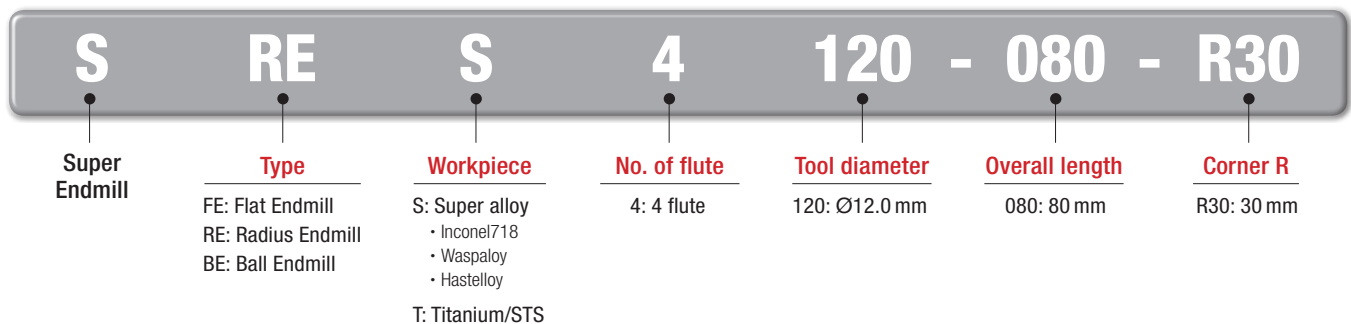 S RE S 4 120 - 080 - R30
Super
Endmill
Type
FE: Flat Endmill
RE: Radius Endmill
BE: Ball Endmill
Workpiece
S: Super alloy
• Inconel718
• Waspaloy
• Hastelloy
T: Titanium/STS
No. of flute
4: 4 flute
Tool diameter
120: Ø12.0 mm
Overall length
080: 80 mm
Corner R
R30: 30 mm